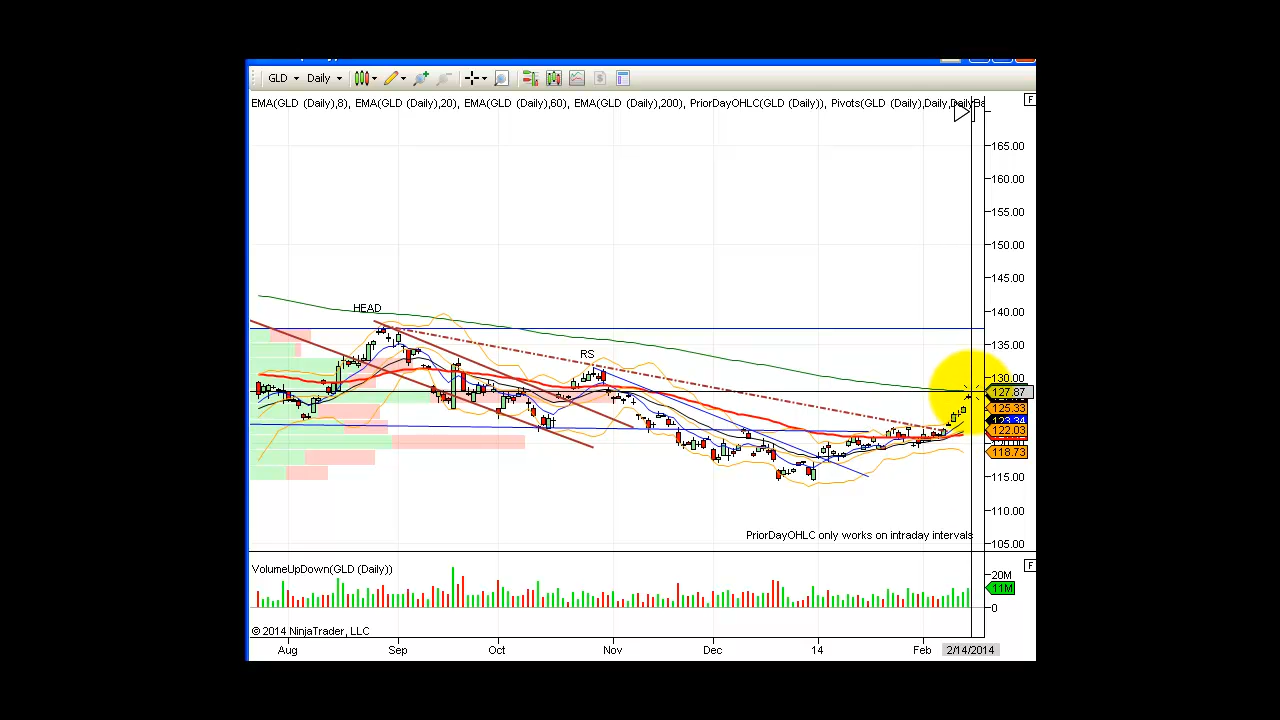 GLD Daily
EMA(GLD (Daily),8), EMA(GLD (Daily),20), EMA(GLD (Daily),60), EMA(GLD (Daily),200), PriorDayOHLC(GLD (Daily)), Pivots(GLD (Daily),Daily,DailyBa
F
165.00
160.00
155.00
150.00
145.00
HEAD
140.00
135.00
RS
130.00
127.87
125.33
123.34
122.03
118.73
115.00
110.00
PriorDayOHLC only works on intraday intervals
105.00
F
VolumeUpDown(GLD (Daily))
20M
11M
0
© 2014 NinjaTrader, LLC
Aug Sep Oct Nov Dec 14 Feb 2/14/2014